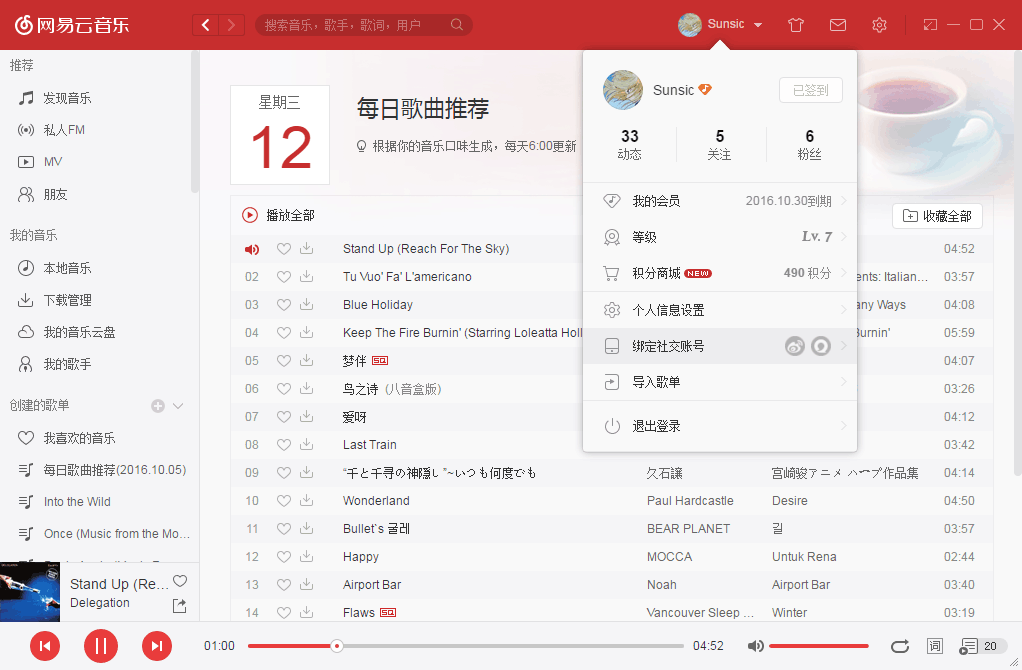 网易云音乐
搜索音乐，歌手，歌词，用户
Sunsic
推荐
发现音乐
私人FM
MV
朋友
我的音乐
本地音乐
下载管理
我的音乐云盘
我的歌手
创建的歌单
我喜欢的音乐
每日歌曲推荐(2016.10.05)
Into the Wild
Once (Music from the Mo...
星期三
12
每日歌曲推荐
根据你的音乐口味生成，每天6:00更新
播放全部
收藏全部
Stand Up (Reach For The Sky) 04:52
02 Tu Vuo' Fa' L'americano ents: Italian... 03:57
03 Blue Holiday any Ways 04:08
04 Keep The Fire Burnin' (Starring Loleatta Holl Burnin' 05:59
05 梦伴 SQ 04:07
06 鸟之诗 (八音盒版) 03:26
07 爱呀 04:12
08 Last Train 03:42
09 “千と千寻の神隠し”~いつも何度でも 久石譲 宫崎骏アニメ ハープ作品集 04:14
10 Wonderland Paul Hardcastle Desire 04:50
11 Bullet`s 굴레 BEAR PLANET 길 03:57
12 Happy MOCCA Untuk Rena 02:44
13 Airport Bar Noah Airport Bar 03:40
14 Flaws SQ Vancouver Sleep ... Winter 03:19
Sunsic
已签到
33 5 6
动态 关注 粉丝
我的会员 2016.10.30到期
等级 Lv. 7
积分商城 NEW 490 积分
个人信息设置
绑定社交账号
导入歌单
退出登录
Stand Up (Re...
Delegation
01:00 04:52 词 20